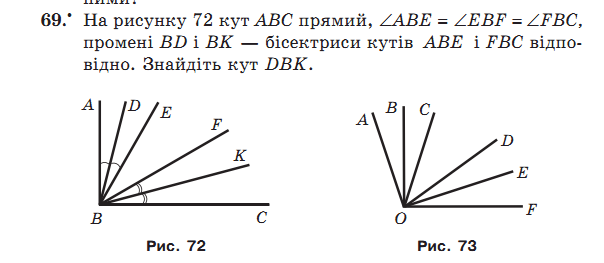 69.• На рисунку 72 кут ABC прямий, ∠ABE = ∠EBF = ∠FBC,
промені BD і BK — бісектриси кутів ABE і FBC відпо-
відно. Знайдіть кут DBK.
A D E F K B C
A B C D E O F
Рис. 72 Рис. 73